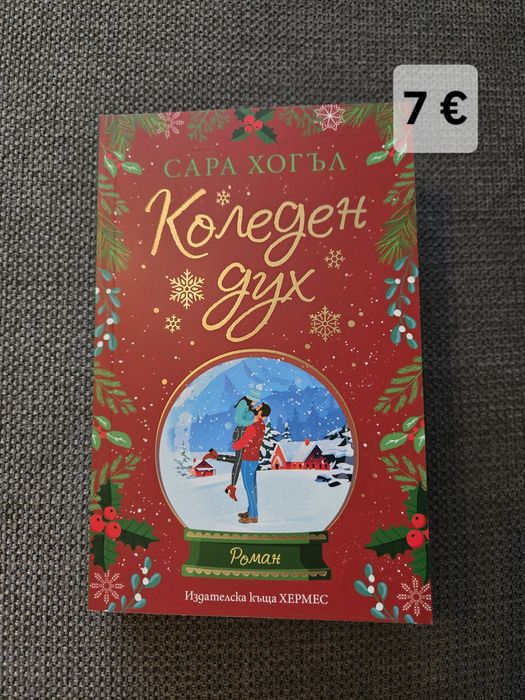 7 €
САРА ХОГЪЛ
Коледен
дух
Роман
Издателска къща ХЕРМЕС